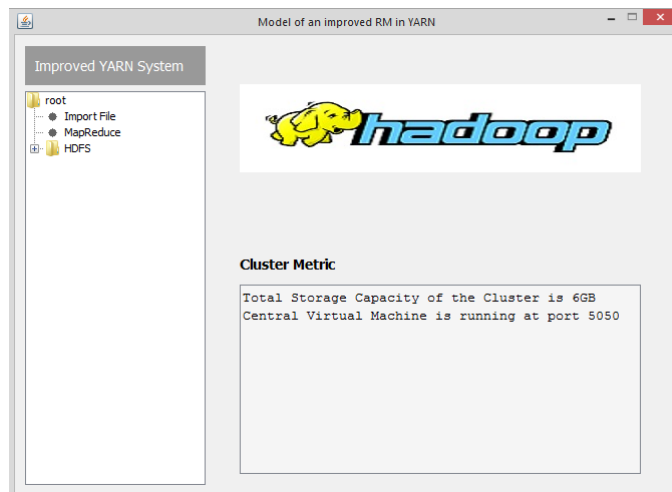 Model of an improved RM in YARN
Improved YARN System
root
Import File
MapReduce
HDFS
hadoop
Cluster Metric
Total Storage Capacity of the Cluster is 6GB
Central Virtual Machine is running at port 5050